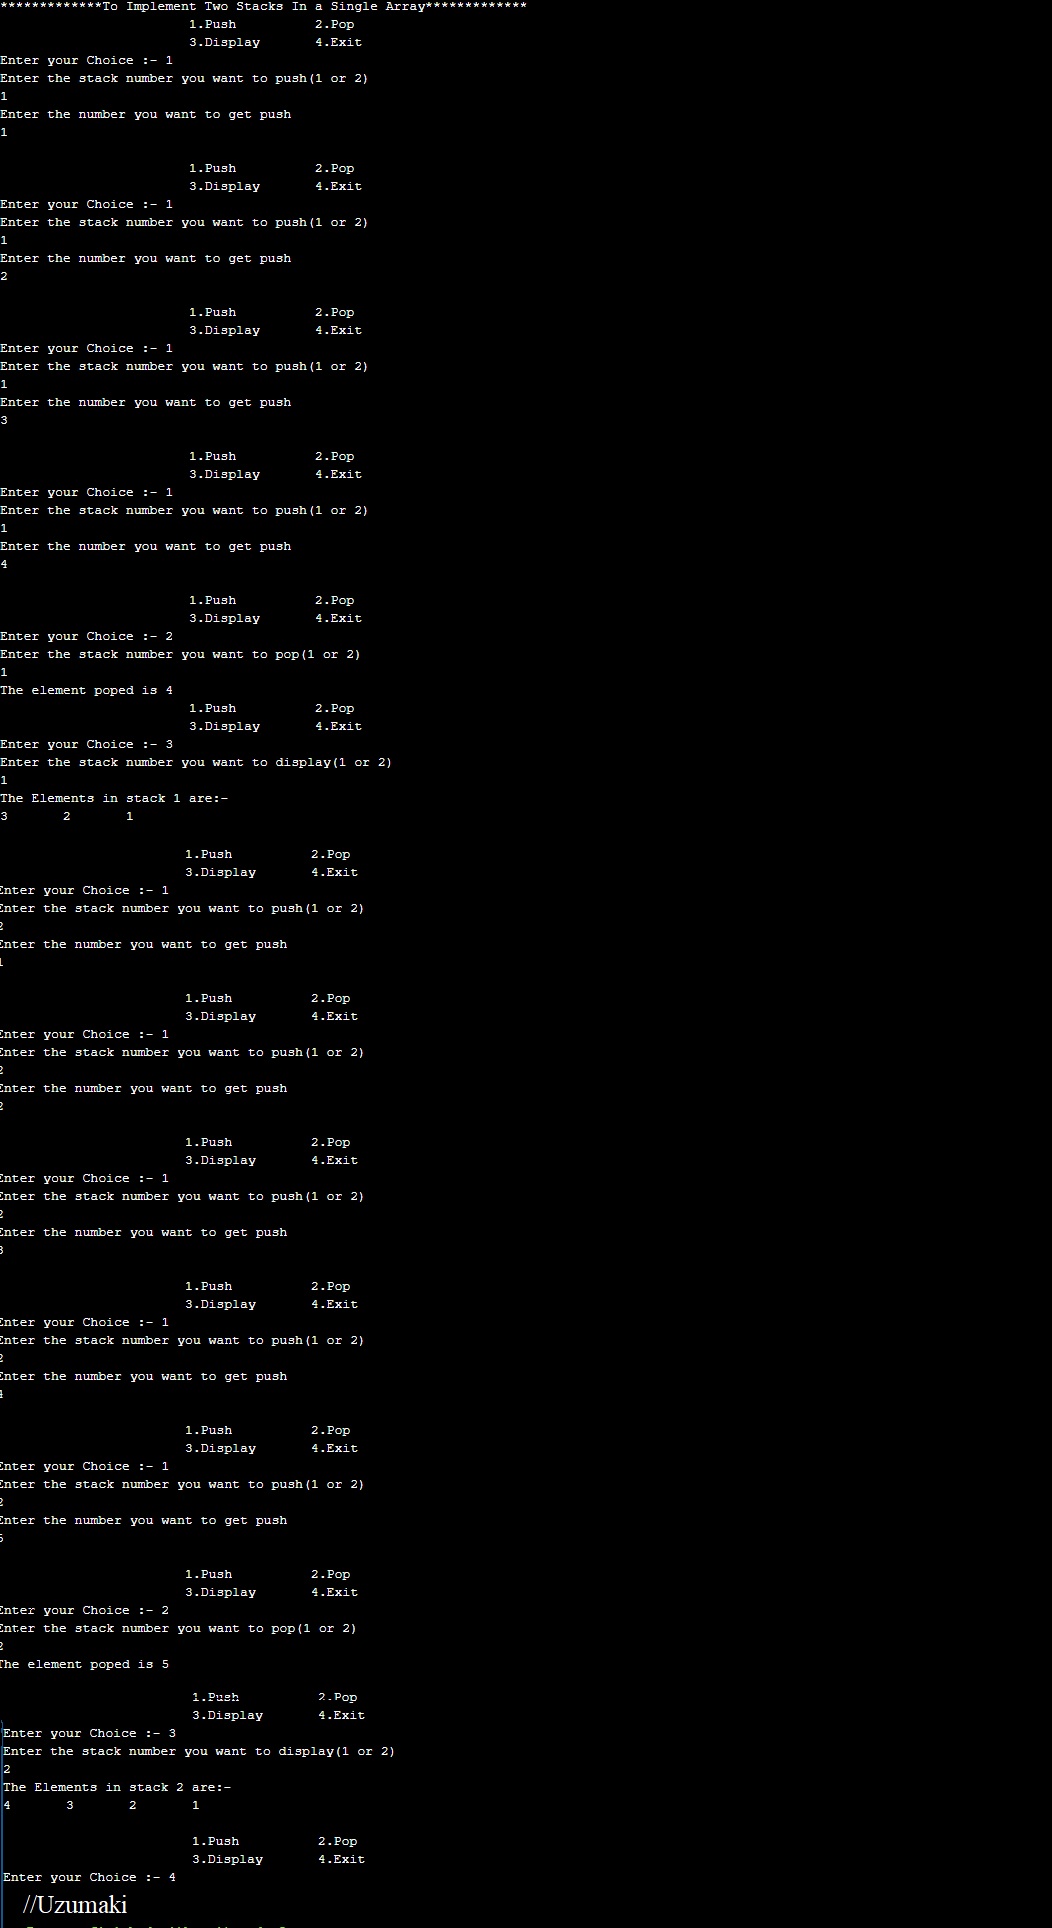 *************To Implement Two Stacks In a Single Array*************
1.Push 2.Pop
3.Display 4.Exit
Enter your Choice :- 1
Enter the stack number you want to push(1 or 2)
1
Enter the number you want to get push
1
1.Push 2.Pop
3.Display 4.Exit
Enter your Choice :- 1
Enter the stack number you want to push(1 or 2)
1
Enter the number you want to get push
2
1.Push 2.Pop
3.Display 4.Exit
Enter your Choice :- 1
Enter the stack number you want to push(1 or 2)
1
Enter the number you want to get push
3
1.Push 2.Pop
3.Display 4.Exit
Enter your Choice :- 1
Enter the stack number you want to push(1 or 2)
1
Enter the number you want to get push
4
1.Push 2.Pop
3.Display 4.Exit
Enter your Choice :- 2
Enter the stack number you want to pop(1 or 2)
1
The element poped is 4
1.Push 2.Pop
3.Display 4.Exit
Enter your Choice :- 3
Enter the stack number you want to display(1 or 2)
1
The Elements in stack 1 are:-
3 2 1
1.Push 2.Pop
3.Display 4.Exit
Enter your Choice :- 1
Enter the stack number you want to push(1 or 2)
2
Enter the number you want to get push
1
1.Push 2.Pop
3.Display 4.Exit
Enter your Choice :- 1
Enter the stack number you want to push(1 or 2)
2
Enter the number you want to get push
2
1.Push 2.Pop
3.Display 4.Exit
Enter your Choice :- 1
Enter the stack number you want to push(1 or 2)
2
Enter the number you want to get push
3
1.Push 2.Pop
3.Display 4.Exit
Enter your Choice :- 1
Enter the stack number you want to push(1 or 2)
2
Enter the number you want to get push
4
1.Push 2.Pop
3.Display 4.Exit
Enter your Choice :- 1
Enter the stack number you want to push(1 or 2)
2
Enter the number you want to get push
5
1.Push 2.Pop
3.Display 4.Exit
Enter your Choice :- 2
Enter the stack number you want to pop(1 or 2)
2
The element poped is 5
1.Push 2.Pop
3.Display 4.Exit
Enter your Choice :- 3
Enter the stack number you want to display(1 or 2)
2
The Elements in stack 2 are:-
4 3 2 1
1.Push 2.Pop
3.Display 4.Exit
Enter your Choice :- 4
//Uzumaki